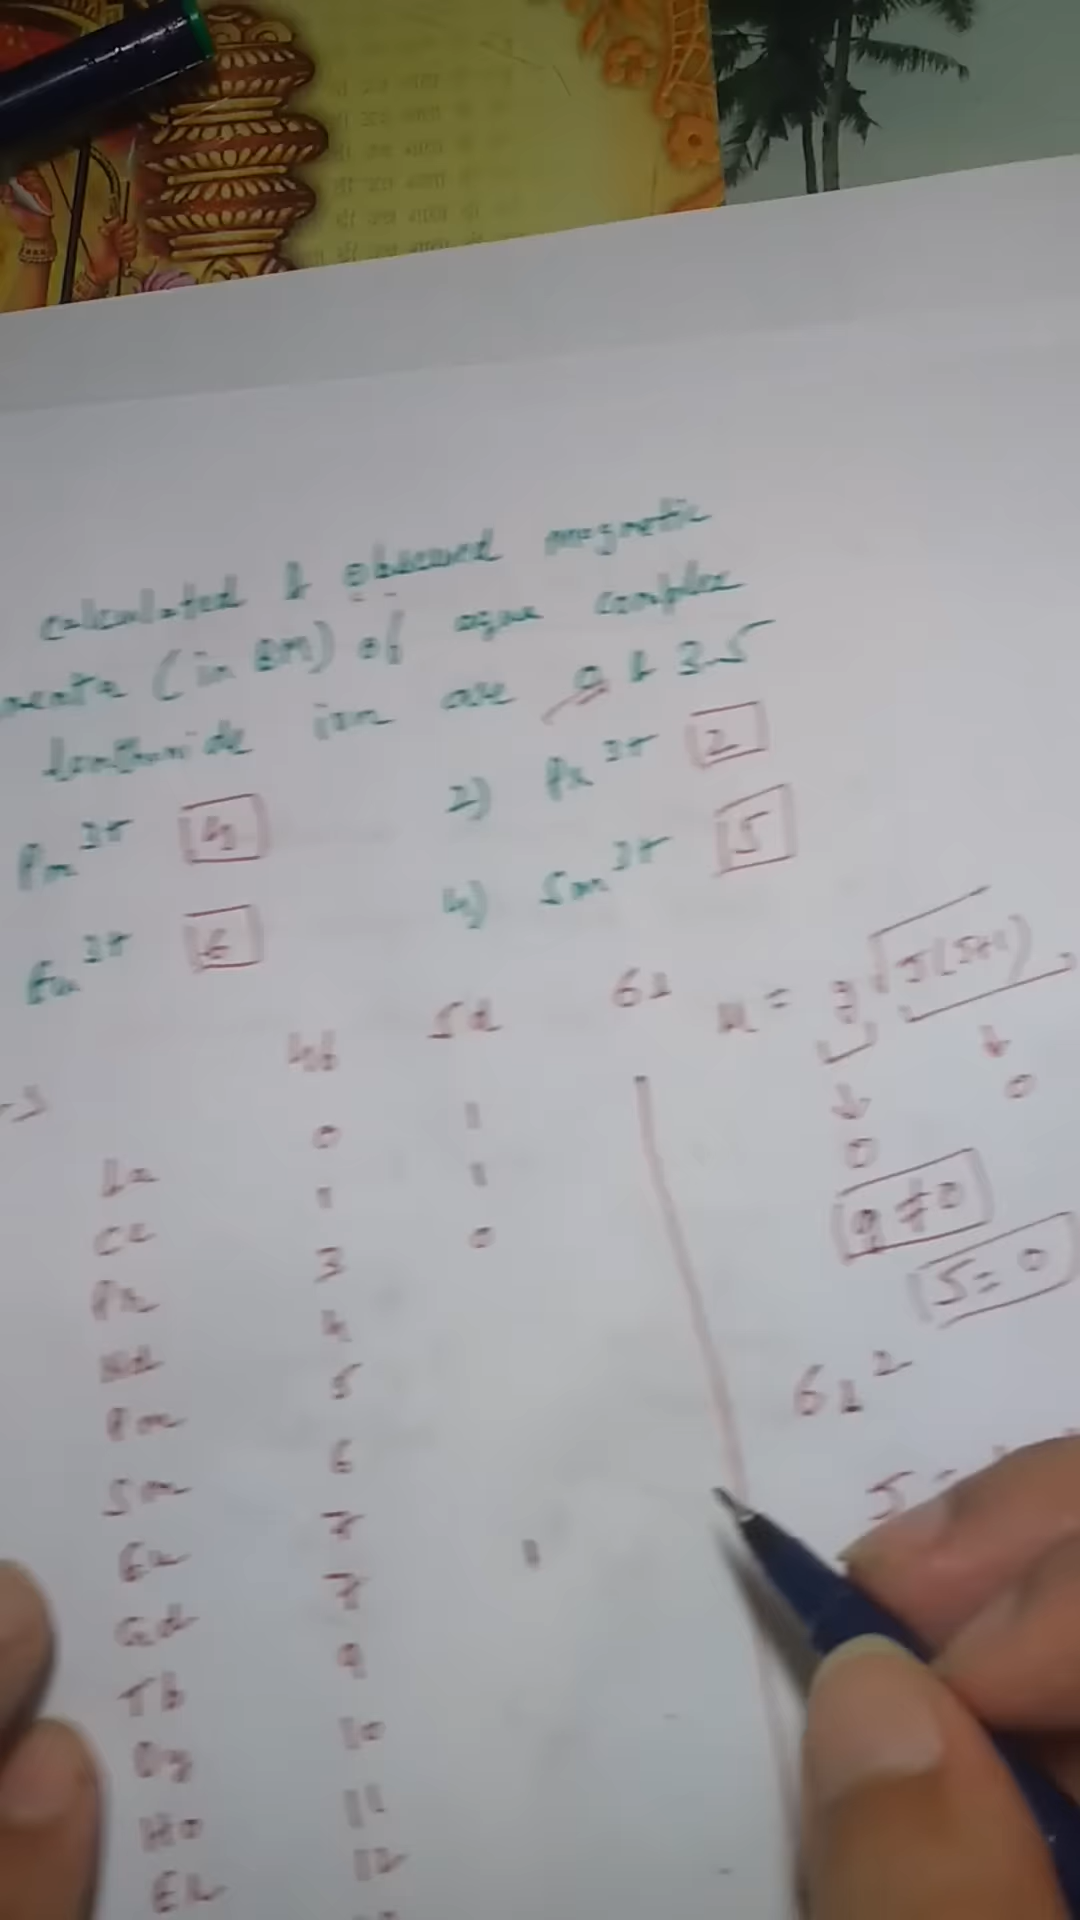 calculated & observed magnetic
(in BM) of aqua complex
lanthanide ion are 0 & 3.5
Pm3+ 4 2) Pr3+ 2
Eu3+ 6 4) Sm3+ 5
4f 5d 6s μ = g √J(J+1)
La 0 1
Ce 1 1
Pr 3 0
Nd 4
Pm 5
Sm 6
Eu 7
Gd 7 1
Tb 9
Dy 10
Ho 11
Er 12
↓ ↓
0 0
g ≠ 0
J = 0
6s2
J =